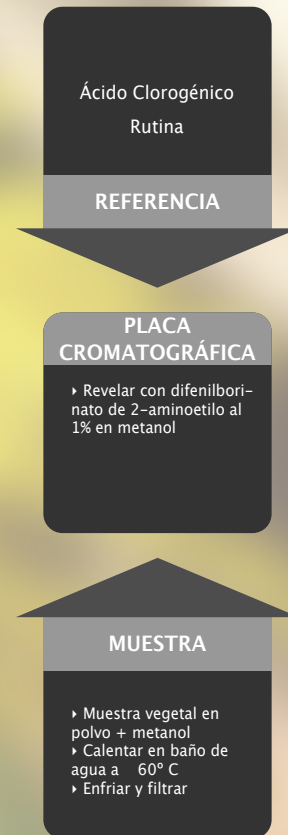 Ácido Clorogénico
Rutina
REFERENCIA
PLACA
CROMATOGRÁFICA
‣ Revelar con difenilbori-
nato de 2-aminoetilo al
1% en metanol
MUESTRA
‣ Muestra vegetal en
polvo + metanol
‣ Calentar en baño de
agua a 60º C
‣ Enfriar y filtrar